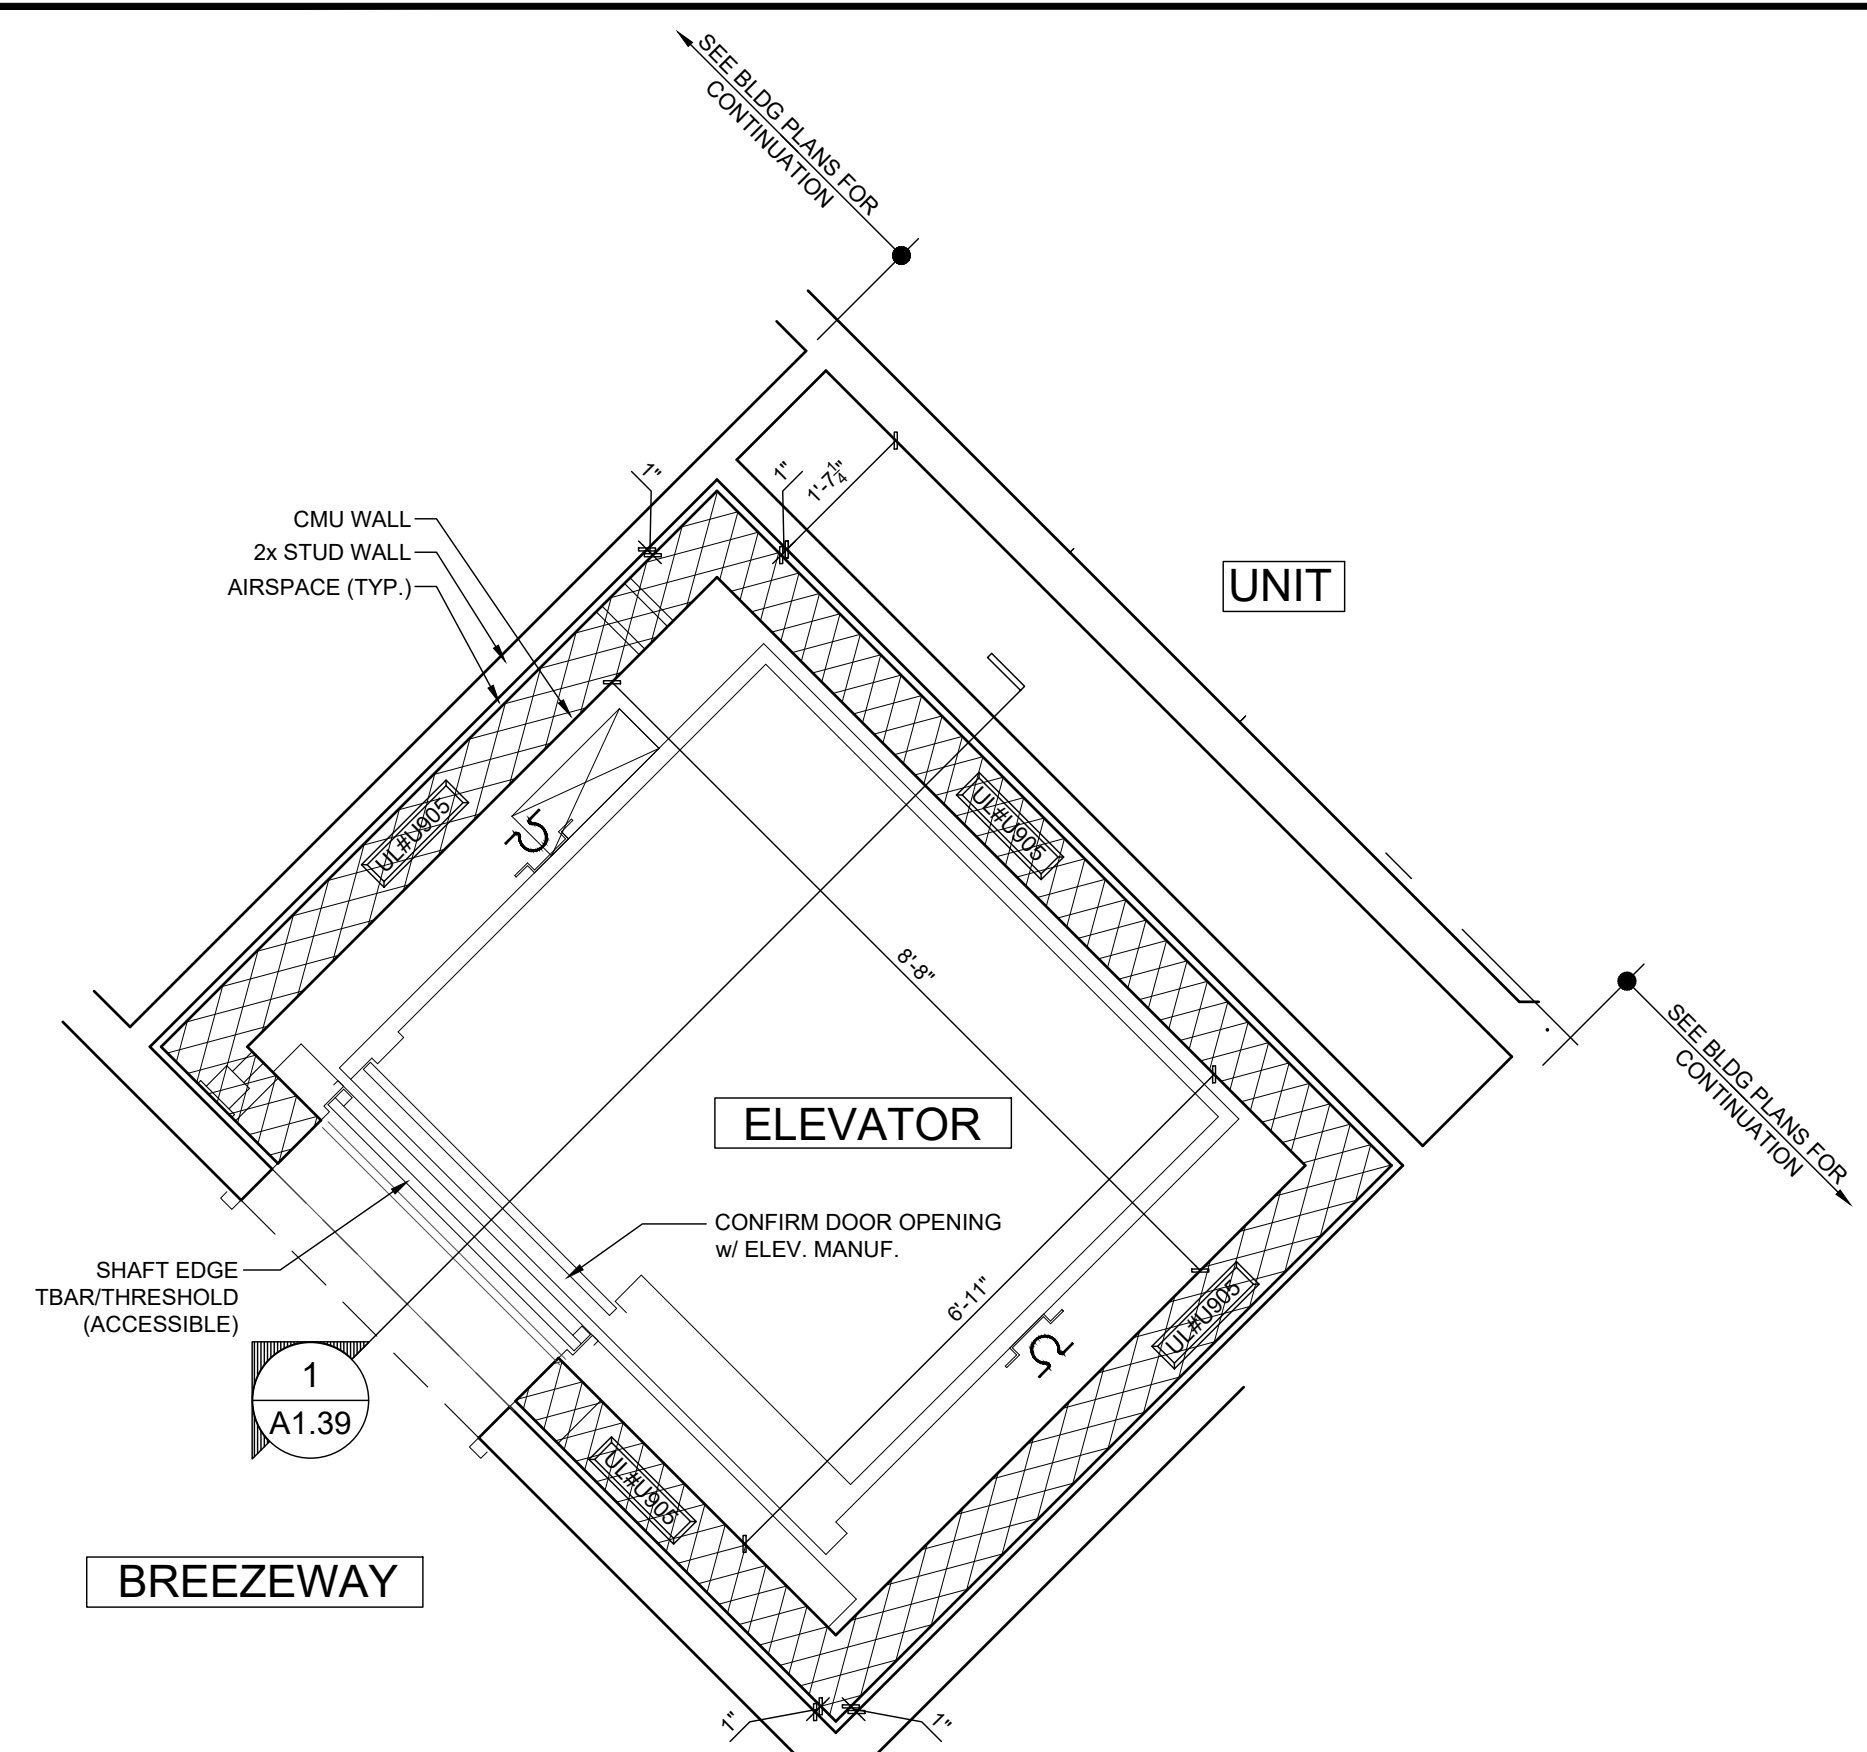 SEE BLDG PLANS FOR
CONTINUATION
1"
1"
1'-7¼"
CMU WALL
2x STUD WALL
AIRSPACE (TYP.)
UNIT
UL#U905
UL#U905
8'-8"
SEE BLDG PLANS FOR
CONTINUATION
ELEVATOR
CONFIRM DOOR OPENING
w/ ELEV. MANUF.
SHAFT EDGE
TBAR/THRESHOLD
(ACCESSIBLE)
6'-11"
UL#U905
1
A1.39
UL#U905
BREEZEWAY
1"
1"